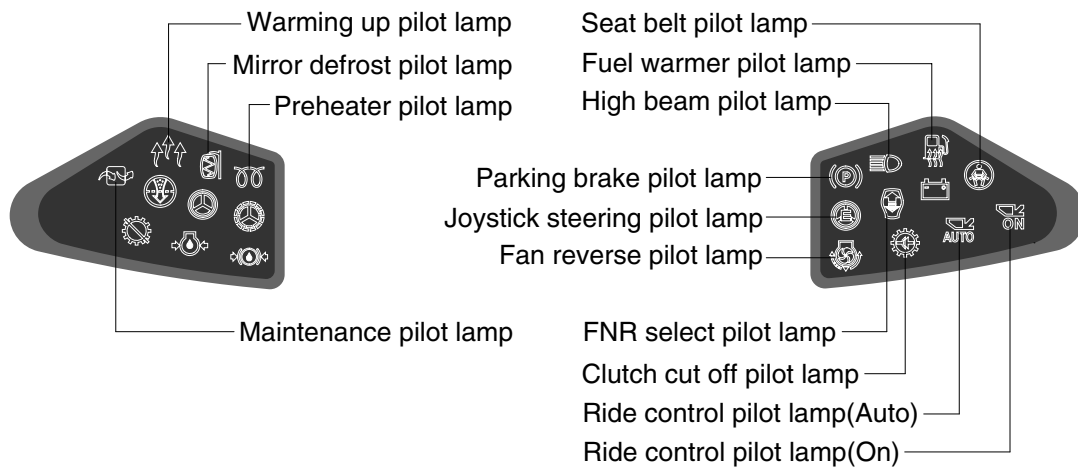 Warming up pilot lamp
Mirror defrost pilot lamp
Preheater pilot lamp
Maintenance pilot lamp
Seat belt pilot lamp
Fuel warmer pilot lamp
High beam pilot lamp
Parking brake pilot lamp
Joystick steering pilot lamp
Fan reverse pilot lamp
P
AUTO
ON
FNR select pilot lamp
Clutch cut off pilot lamp
Ride control pilot lamp(Auto)
Ride control pilot lamp(On)